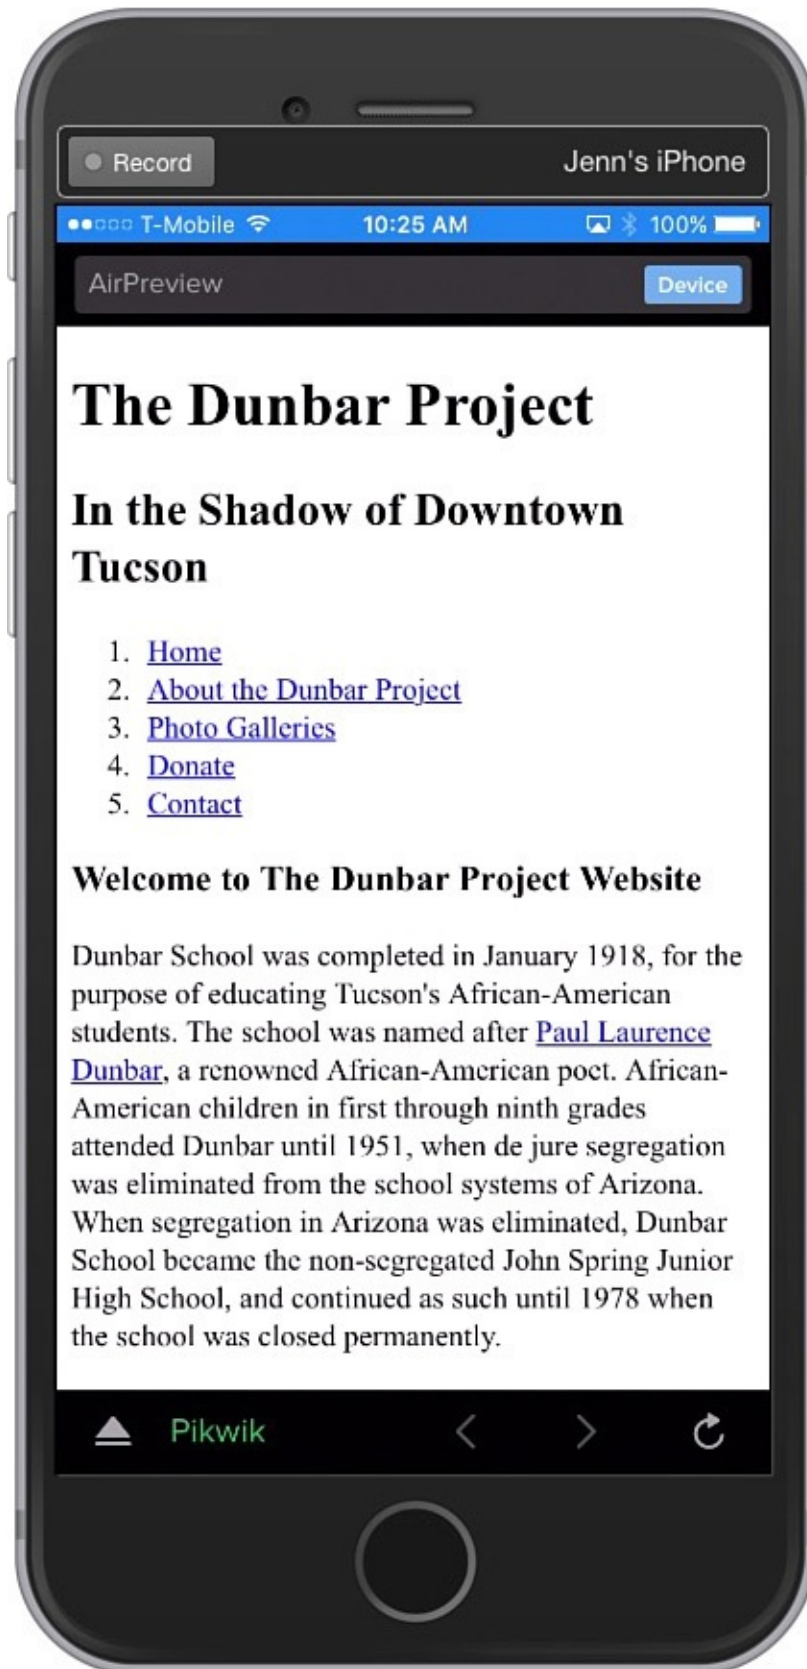 Record
Jenn's iPhone
T-Mobile
10:25 AM
100%
AirPreview
Device
The Dunbar Project
In the Shadow of Downtown
Tucson
1. Home
2. About the Dunbar Project
3. Photo Galleries
4. Donate
5. Contact
Welcome to The Dunbar Project Website
Dunbar School was completed in January 1918, for the
purpose of educating Tucson's African-American
students. The school was named after Paul Laurence
Dunbar, a renowned African-American poet. African-
American children in first through ninth grades
attended Dunbar until 1951, when de jure segregation
was eliminated from the school systems of Arizona.
When segregation in Arizona was eliminated, Dunbar
School became the non-segregated John Spring Junior
High School, and continued as such until 1978 when
the school was closed permanently.
Pikwik